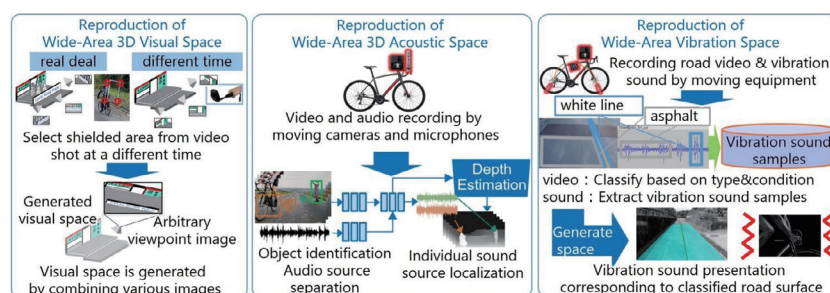 Reproduction of
Wide-Area 3D Visual Space
real deal
different time
Select shielded area from video
shot at a different time
Generated
visual space
Arbitrary
viewpoint image
Visual space is generated
by combining various images
Reproduction of
Wide-Area 3D Acoustic Space
Video and audio recording by
moving cameras and microphones
Depth
Estimation
Object identification
Audio source
separation
Individual sound
source localization
Reproduction of
Wide-Area Vibration Space
Recording road video & vibration
sound by moving equipment
white line
asphalt
Vibration sound
samples
video：Classify based on type&condition
sound：Extract vibration sound samples
Generate
space
Vibration sound presentation
corresponding to classified road surface